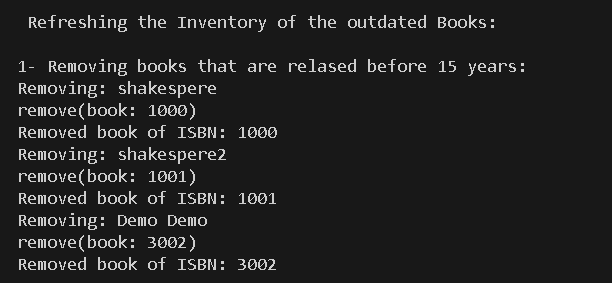 Refreshing the Inventory of the outdated Books:
1- Removing books that are relased before 15 years:
Removing: shakespere
remove(book: 1000)
Removed book of ISBN: 1000
Removing: shakespere2
remove(book: 1001)
Removed book of ISBN: 1001
Removing: Demo Demo
remove(book: 3002)
Removed book of ISBN: 3002